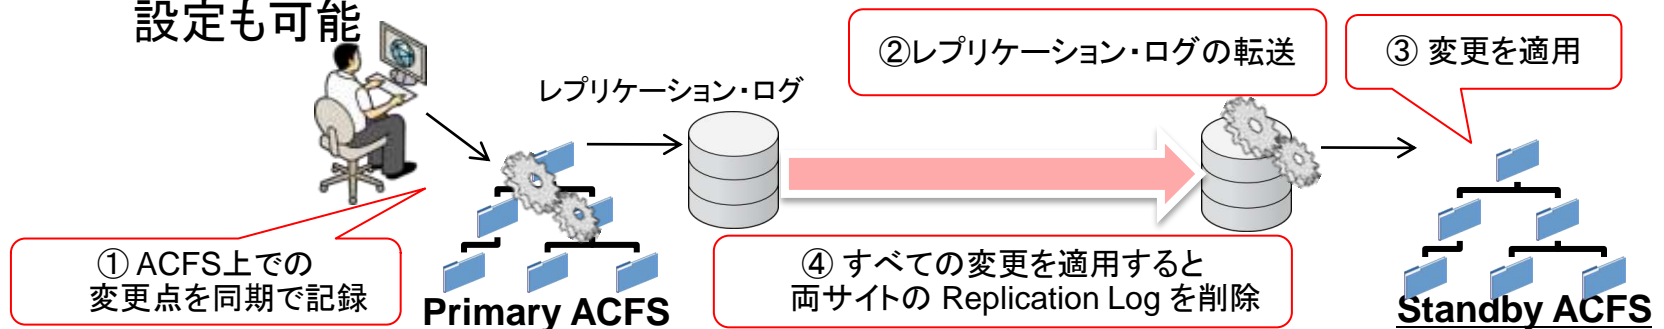 設定も可能
レプリケーション・ログ
②レプリケーション・ログの転送
③ 変更を適用
① ACFS上での
変更点を同期で記録
Primary ACFS
④ すべての変更を適用すると
両サイトの Replication Log を削除
Standby ACFS